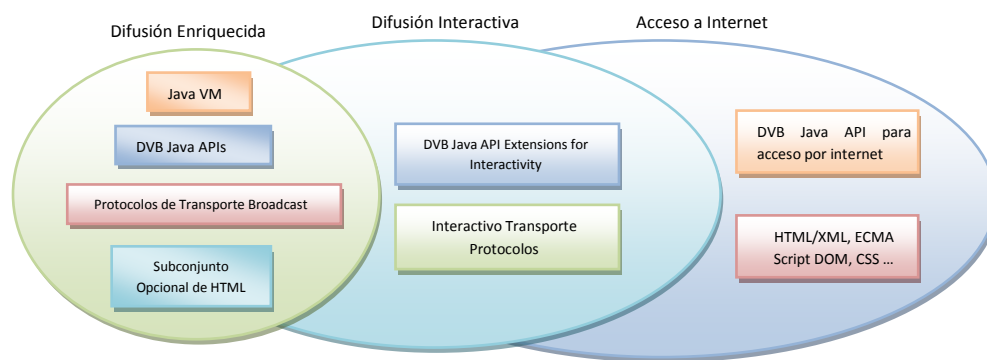 Difusión Enriquecida
Difusión Interactiva
Acceso a Internet
Java VM
DVB Java APIs
Protocolos de Transporte Broadcast
Subconjunto
Opcional de HTML
DVB Java API Extensions for
Interactivity
Interactivo Transporte
Protocolos
DVB Java API para
acceso por internet
HTML/XML, ECMA
Script DOM, CSS ...